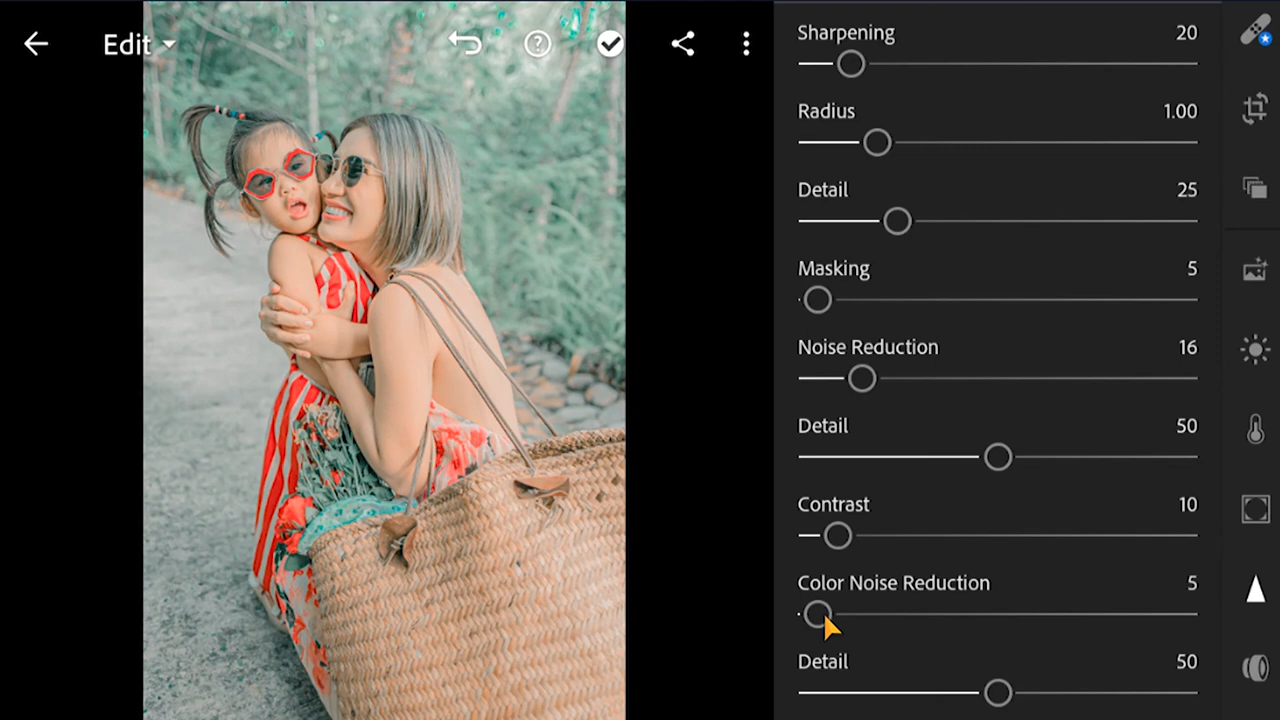 Edit
Sharpening 20
Radius 1.00
Detail 25
Masking 5
Noise Reduction 16
Detail 50
Contrast 10
Color Noise Reduction 5
Detail 50